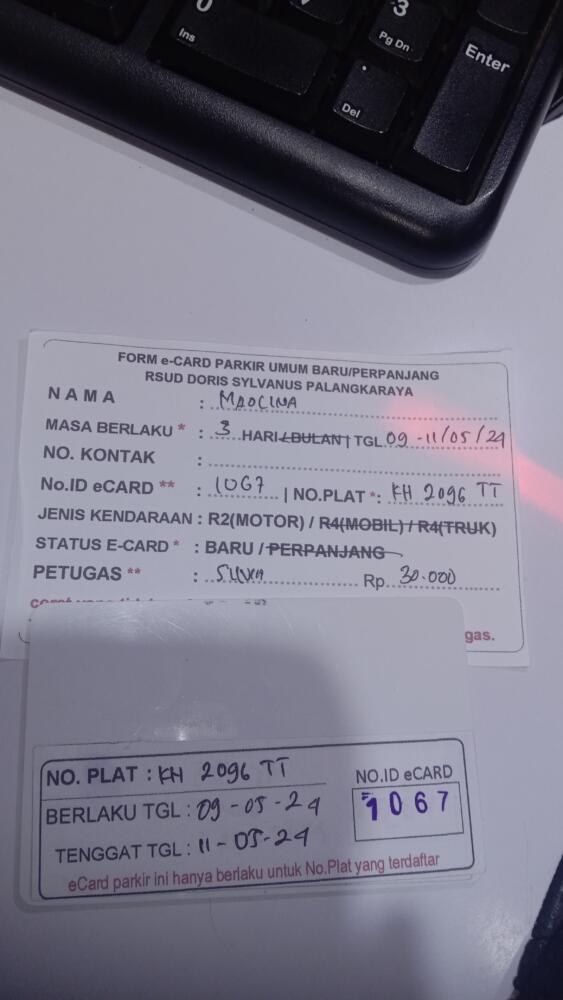 0
Ins
3
Pg Dn
Enter
.
Del
FORM e-CARD PARKIR UMUM BARU/PERPANJANG
RSUD DORIS SYLVANUS PALANGKARAYA
NAMA :
MASA BERLAKU * : 3 HARI / BULAN | TGL 09 - 11/05/24
NO. KONTAK :
No.ID eCARD ** : 1067 | NO.PLAT *: KH 2096 TT
JENIS KENDARAAN : R2(MOTOR) / R4(MOBIL) / R4(TRUK)
STATUS E-CARD * : BARU / PERPANJANG
PETUGAS ** : Rp. 30.000
gas.
NO. PLAT : KH 2096 TT
BERLAKU TGL : 09 - 05 - 24
TENGGAT TGL : 11 - 05 - 24
NO.ID eCARD
1067
eCard parkir ini hanya berlaku untuk No.Plat yang terdaftar